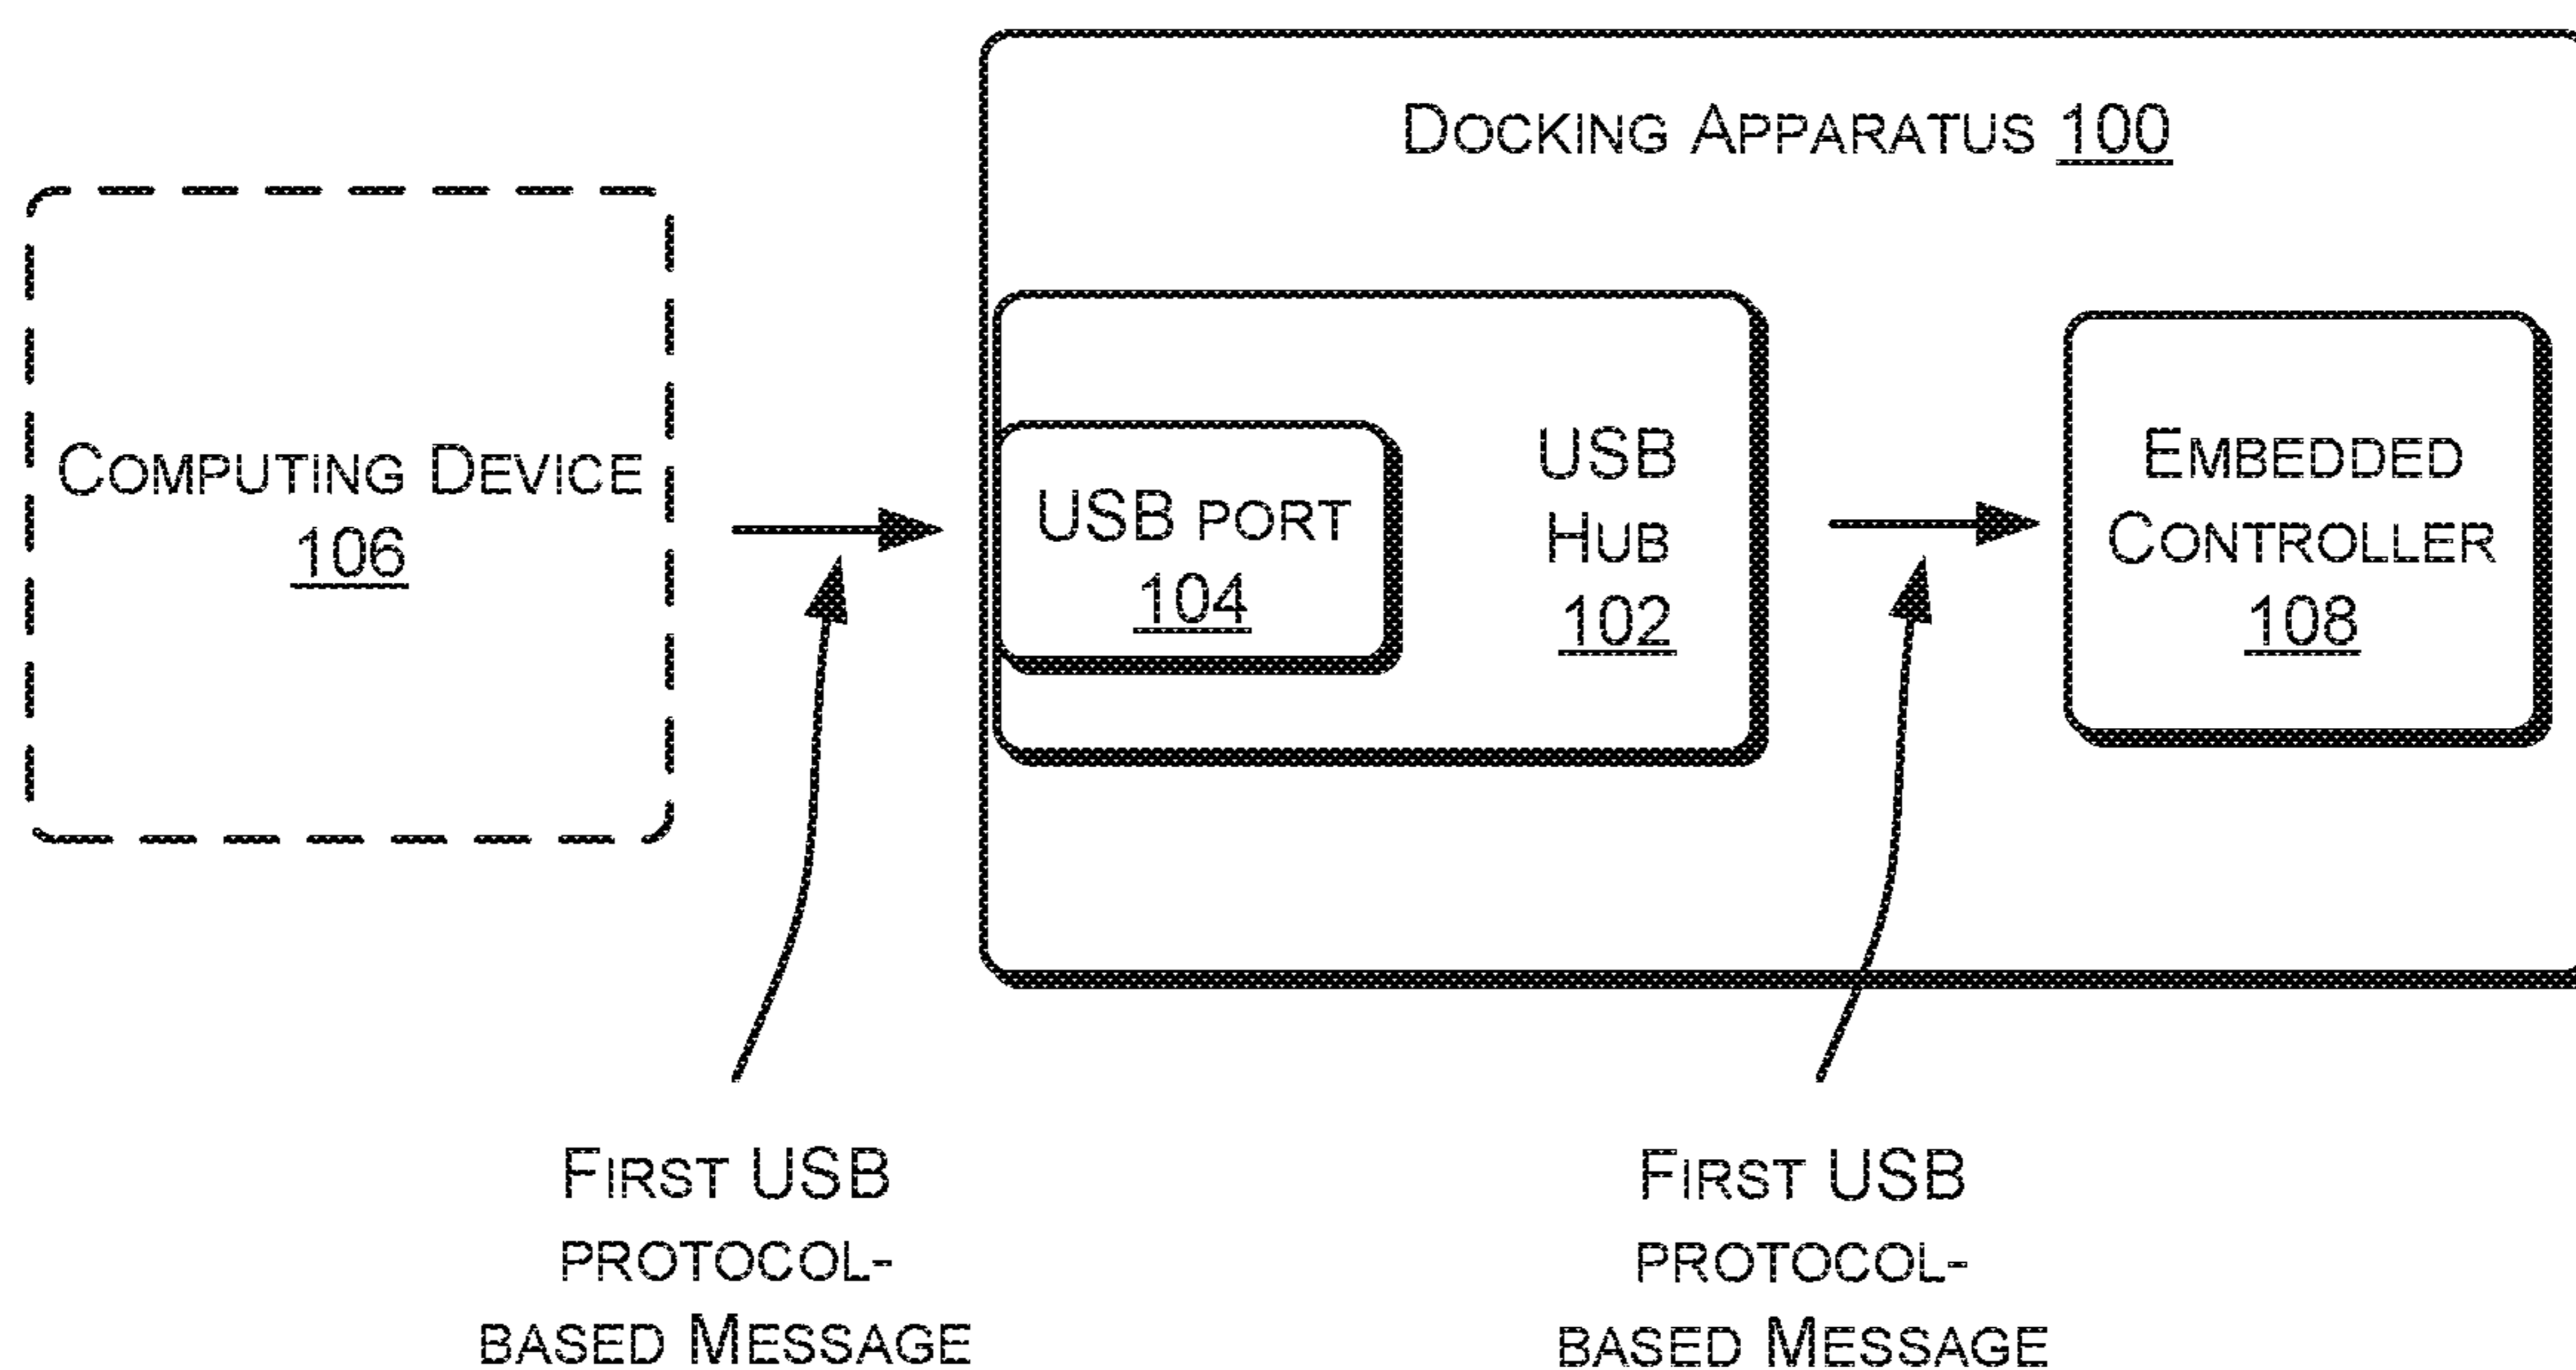 DOCKING APPARATUS 100
COMPUTING DEVICE
106
USB PORT
104
USB
HUB
102
EMBEDDED
CONTROLLER
108
FIRST USB
PROTOCOL-
BASED MESSAGE
FIRST USB
PROTOCOL-
BASED MESSAGE